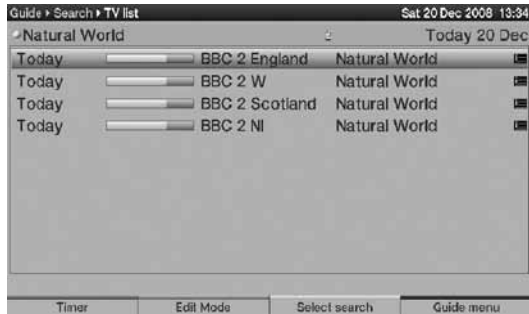 Guide ▸ Search ▸ TV list Sat 20 Dec 2008 13:34
Natural World Today 20 Dec
Today BBC 2 England Natural World
Today BBC 2 W Natural World
Today BBC 2 Scotland Natural World
Today BBC 2 NI Natural World
Timer Edit Mode Select search Guide menu